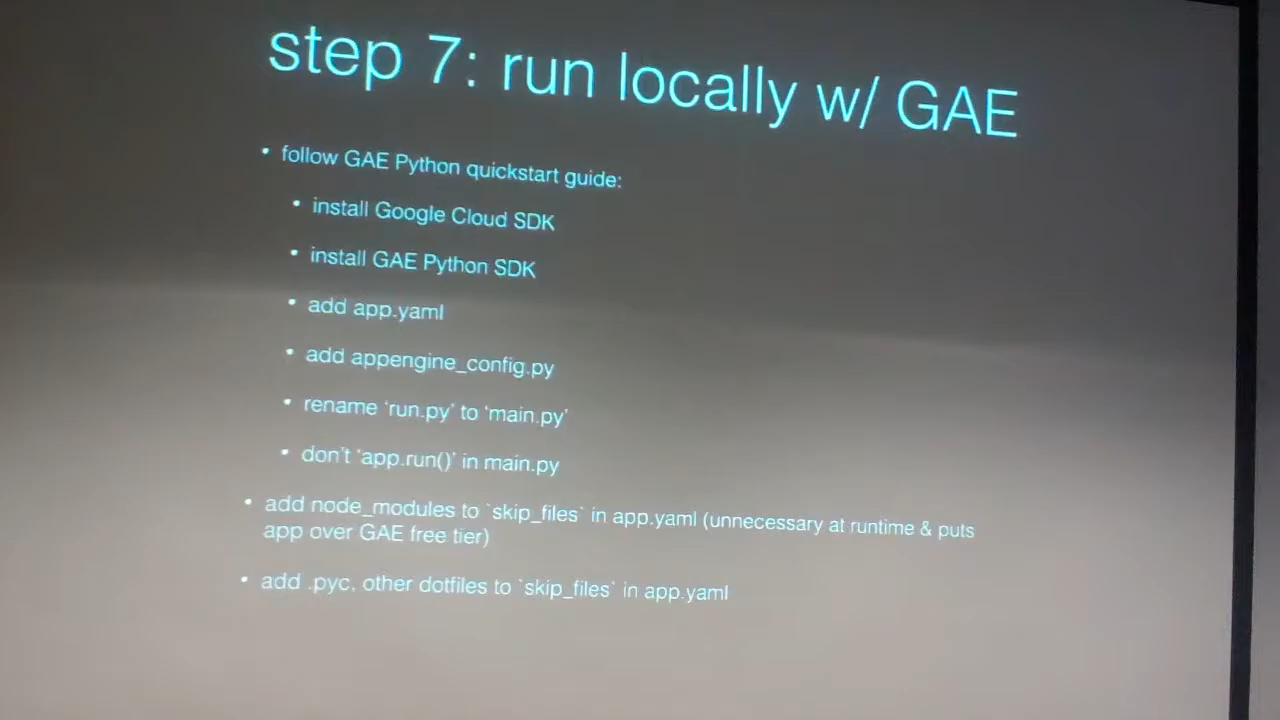 step 7: run locally w/ GAE
• follow GAE Python quickstart guide:
• install Google Cloud SDK
• install GAE Python SDK
• add app.yaml
• add appengine_config.py
• rename ‘run.py’ to ‘main.py’
• don’t ‘app.run()’ in main.py
• add node_modules to `skip_files` in app.yaml (unnecessary at runtime & puts
app over GAE free tier)
• add .pyc, other dotfiles to `skip_files` in app.yaml